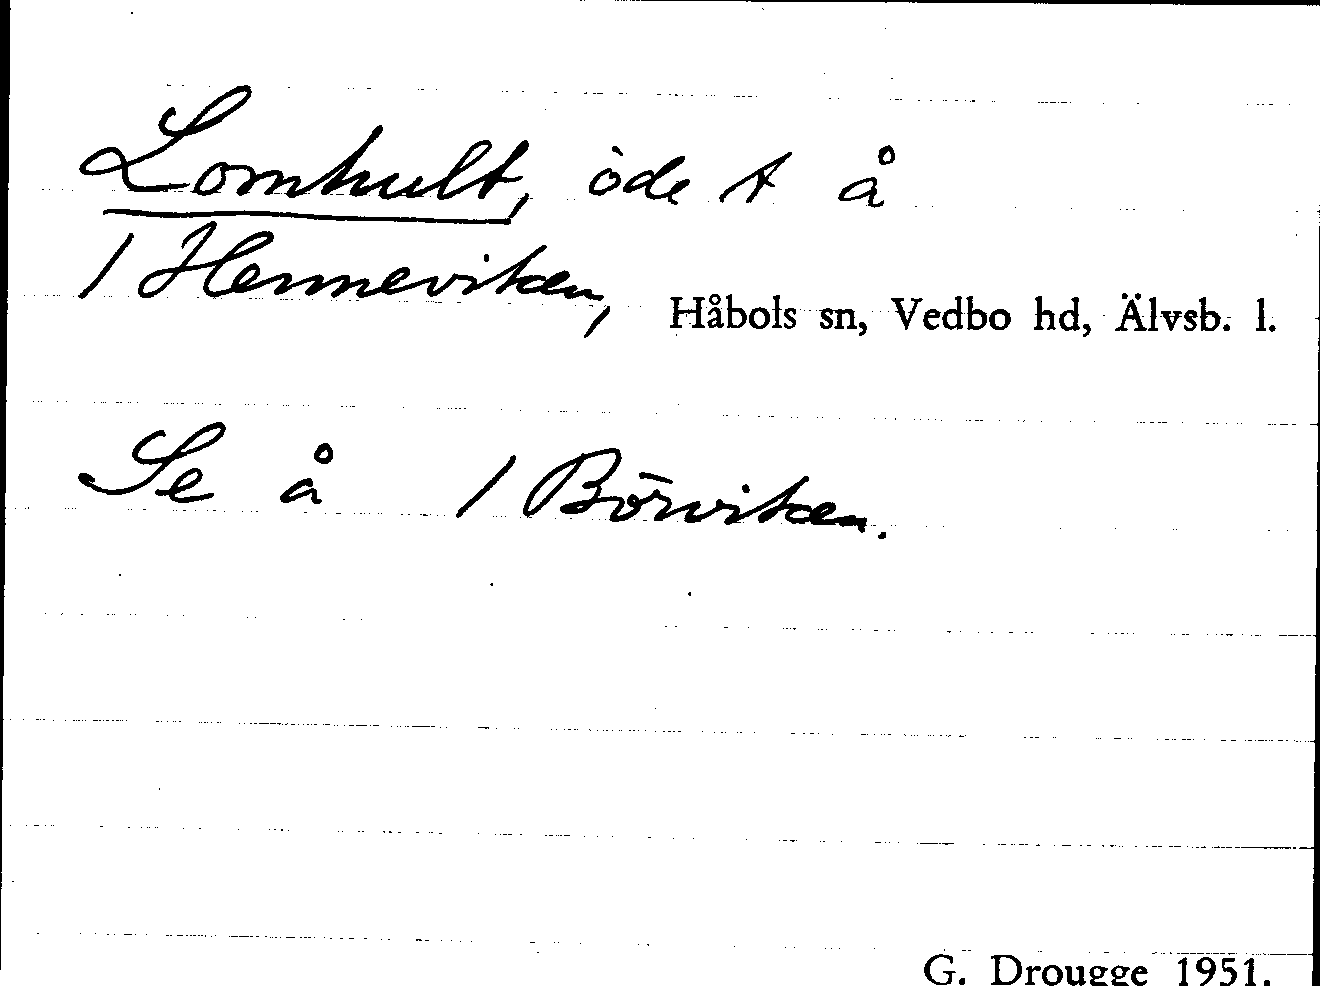 Lomhult, öde t å
/ Henneviken, Håbols sn, Vedbo hd, Älvsb. l.
Se å / Börviken.
G. Drougge 1951.